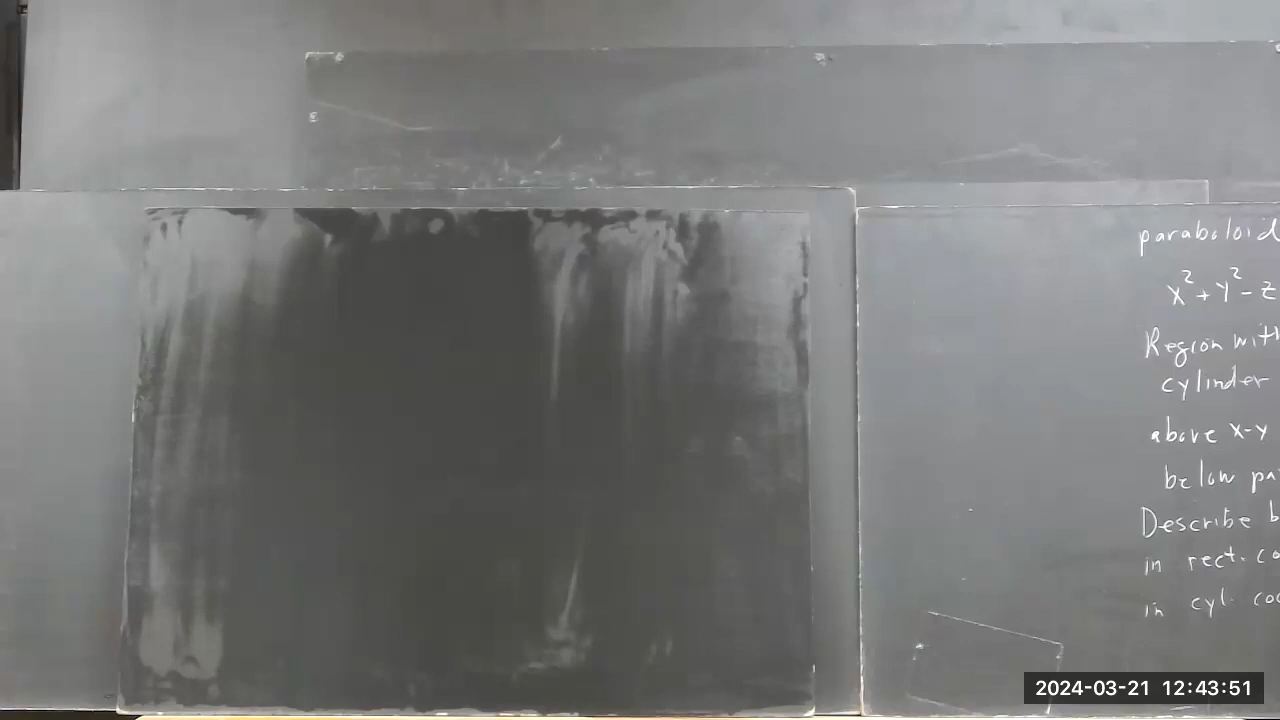 paraboloid
x² + y² - z
Region with
cylinder
above x-y
below pa
Describe b
in rect. co
in cyl. coo
2024-03-21 12:43:51